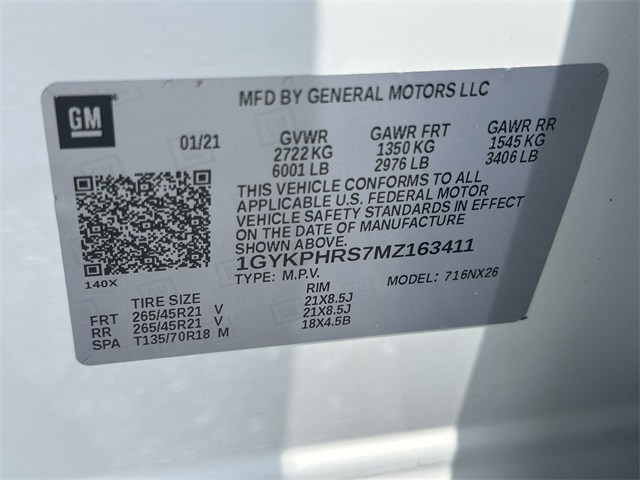 MFD BY GENERAL MOTORS LLC
GM
01/21
GVWR GAWR FRT GAWR RR
2722 KG 1350 KG 1545 KG
6001 LB 2976 LB 3406 LB
THIS VEHICLE CONFORMS TO ALL
APPLICABLE U.S. FEDERAL MOTOR
VEHICLE SAFETY STANDARDS IN EFFECT
ON THE DATE OF MANUFACTURE
SHOWN ABOVE.
1GYKPHRS7MZ163411
140X
TYPE: M.P.V. MODEL: 716NX26
TIRE SIZE RIM
FRT 265/45R21 V 21X8.5J
RR 265/45R21 V 21X8.5J
SPA T135/70R18 M 18X4.5B